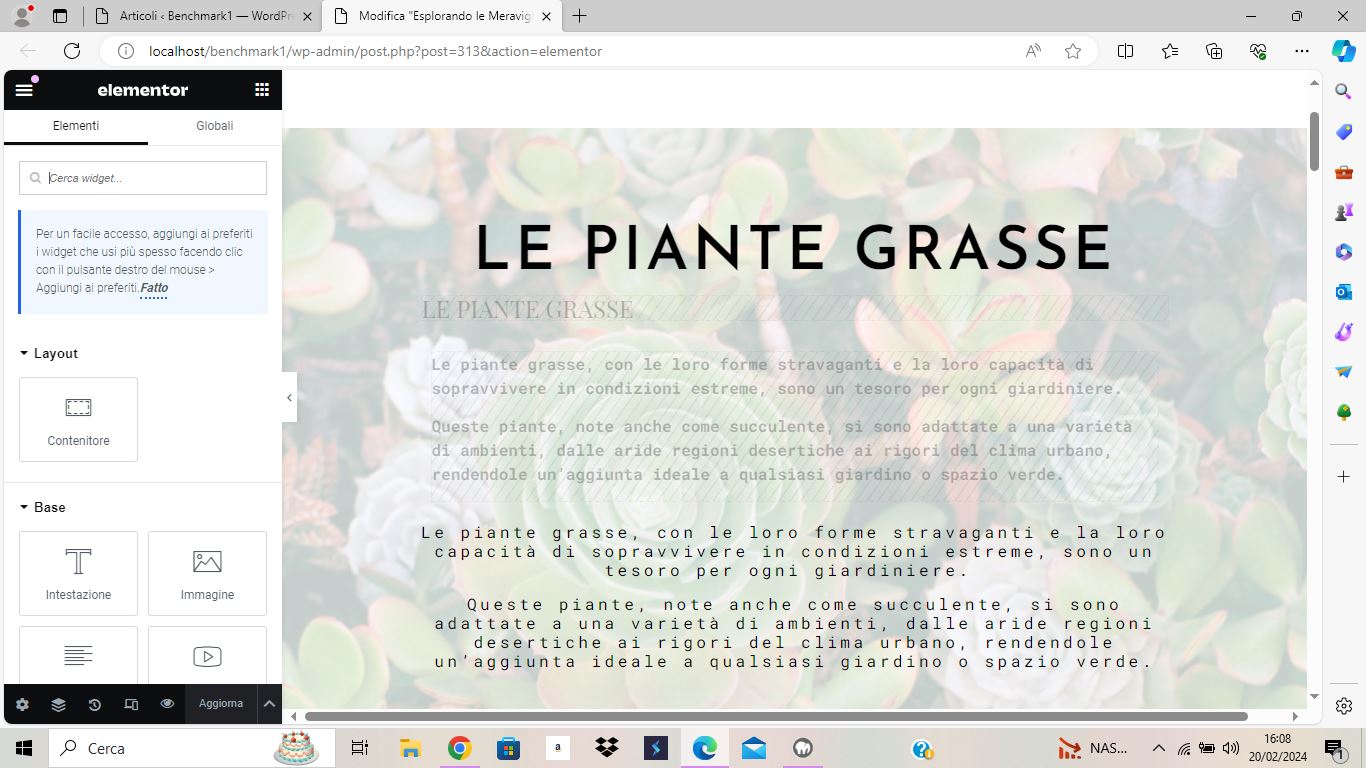 Articoli ‹ Benchmark1 — WordPr
Modifica "Esplorando le Meravig
localhost/benchmark1/wp-admin/post.php?post=313&action=elementor
elementor
Elementi
Globali
Cerca widget...
Per un facile accesso, aggiungi ai preferiti
i widget che usi più spesso facendo clic
con il pulsante destro del mouse >
Aggiungi ai preferiti.Fatto
Layout
Contenitore
Base
Intestazione
Immagine
Aggiorna
LE PIANTE GRASSE
LE PIANTE GRASSE
Le piante grasse, con le loro forme stravaganti e la loro capacità di
sopravvivere in condizioni estreme, sono un tesoro per ogni giardiniere.
Queste piante, note anche come succulente, si sono adattate a una varietà
di ambienti, dalle aride regioni desertiche ai rigori del clima urbano,
rendendole un'aggiunta ideale a qualsiasi giardino o spazio verde.
Le piante grasse, con le loro forme stravaganti e la loro
capacità di sopravvivere in condizioni estreme, sono un
tesoro per ogni giardiniere.
Queste piante, note anche come succulente, si sono
adattate a una varietà di ambienti, dalle aride regioni
desertiche ai rigori del clima urbano, rendendole
un'aggiunta ideale a qualsiasi giardino o spazio verde.
Cerca
a
NAS...
16:08
20/02/2024
1